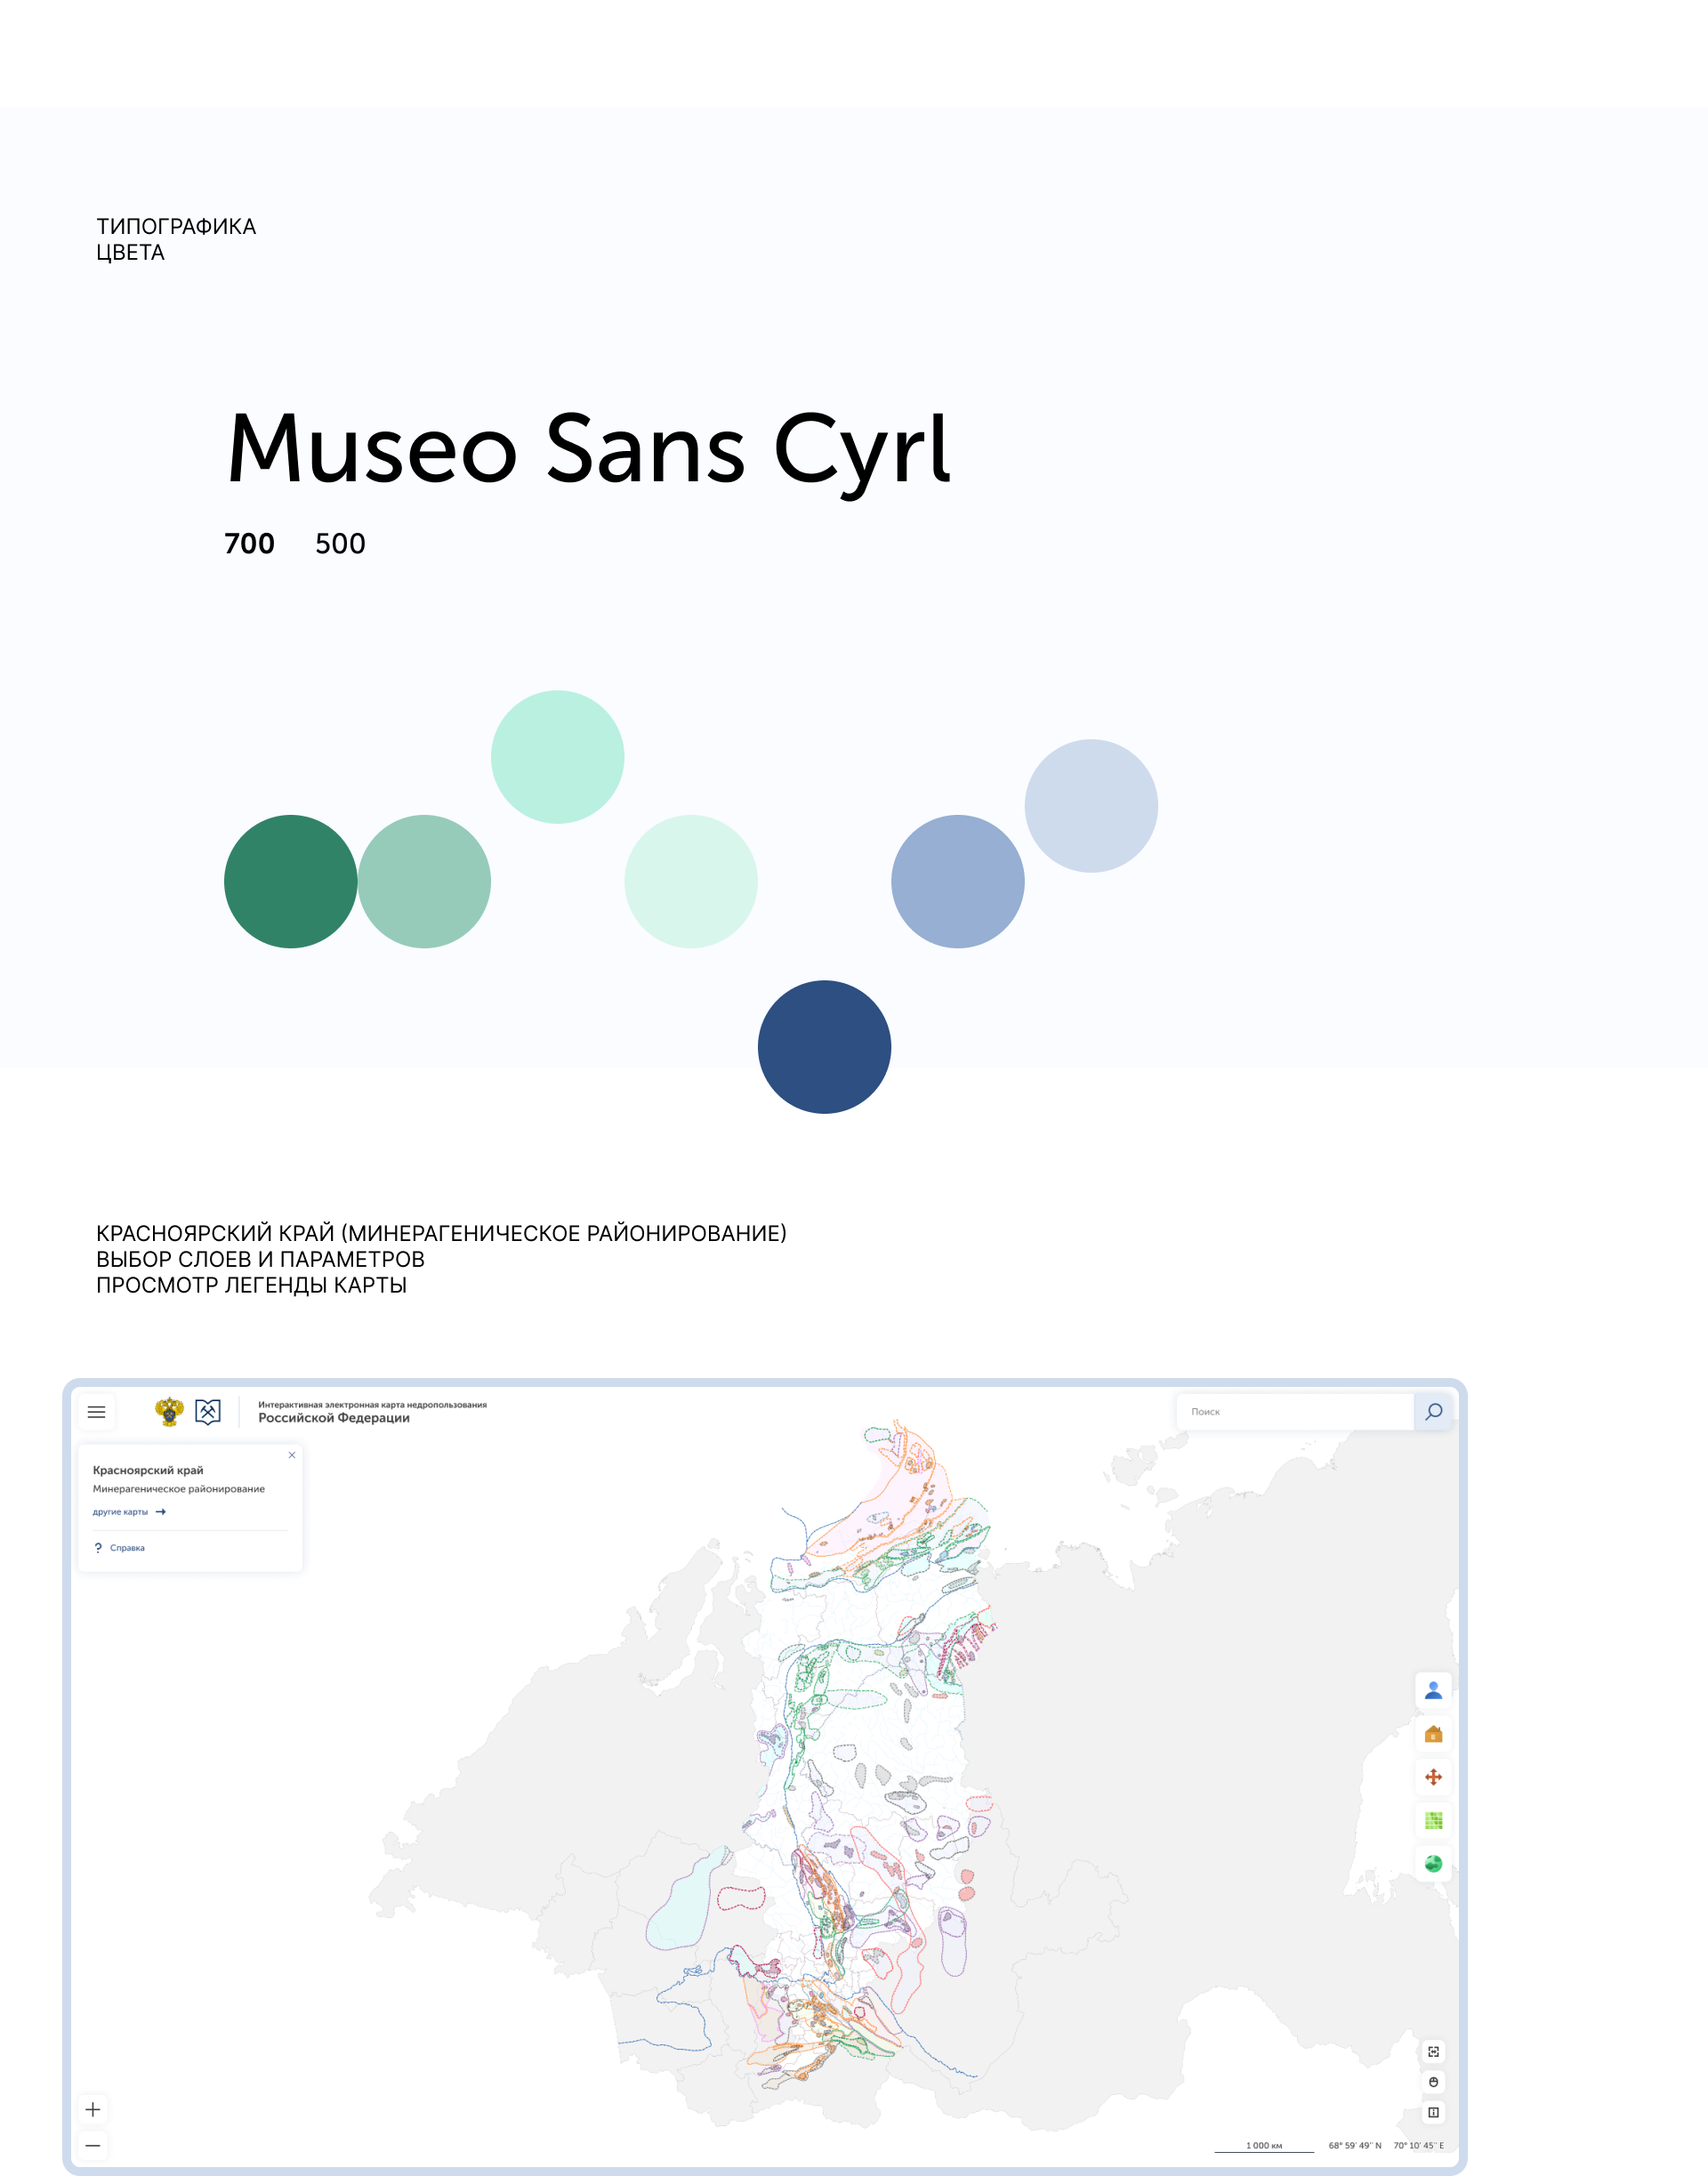 ТИПОГРАФИКА
ЦВЕТА
Museo Sans Cyrl
700 500
КРАСНОЯРСКИЙ КРАЙ (МИНЕРАГЕНИЧЕСКОЕ РАЙОНИРОВАНИЕ)
ВЫБОР СЛОЕВ И ПАРАМЕТРОВ
ПРОСМОТР ЛЕГЕНДЫ КАРТЫ
Интерактивная электронная карта недропользования
Российской Федерации
Поиск
Красноярский край
Минерагеническое районирование
другие карты
? Справка
1 000 км
68° 59′ 49′′ N 70° 10′ 45′′ E